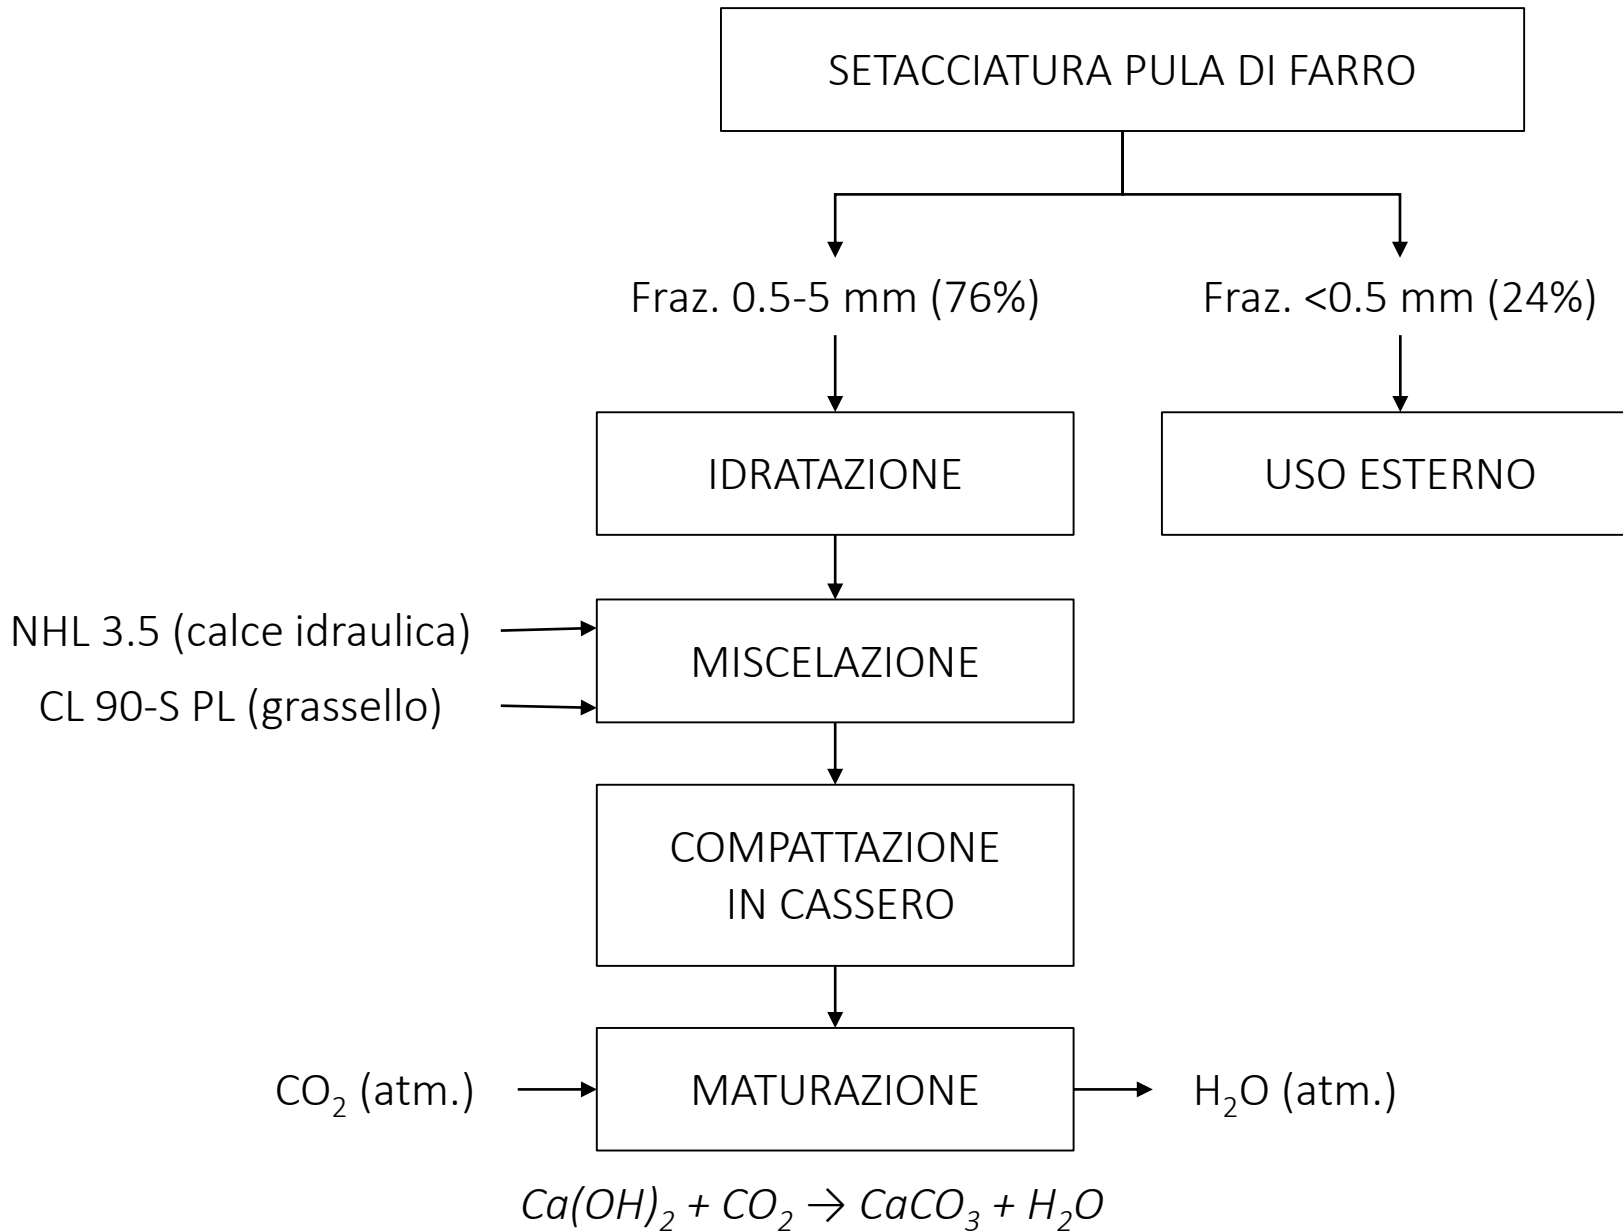 SETACCIATURA PULA DI FARRO
Fraz. 0.5-5 mm (76%)
Fraz. <0.5 mm (24%)
IDRATAZIONE
USO ESTERNO
NHL 3.5 (calce idraulica)
CL 90-S PL (grassello)
MISCELAZIONE
COMPATTAZIONE
IN CASSERO
CO₂ (atm.)
MATURAZIONE
H₂O (atm.)
Ca(OH)₂ + CO₂ → CaCO₃ + H₂O